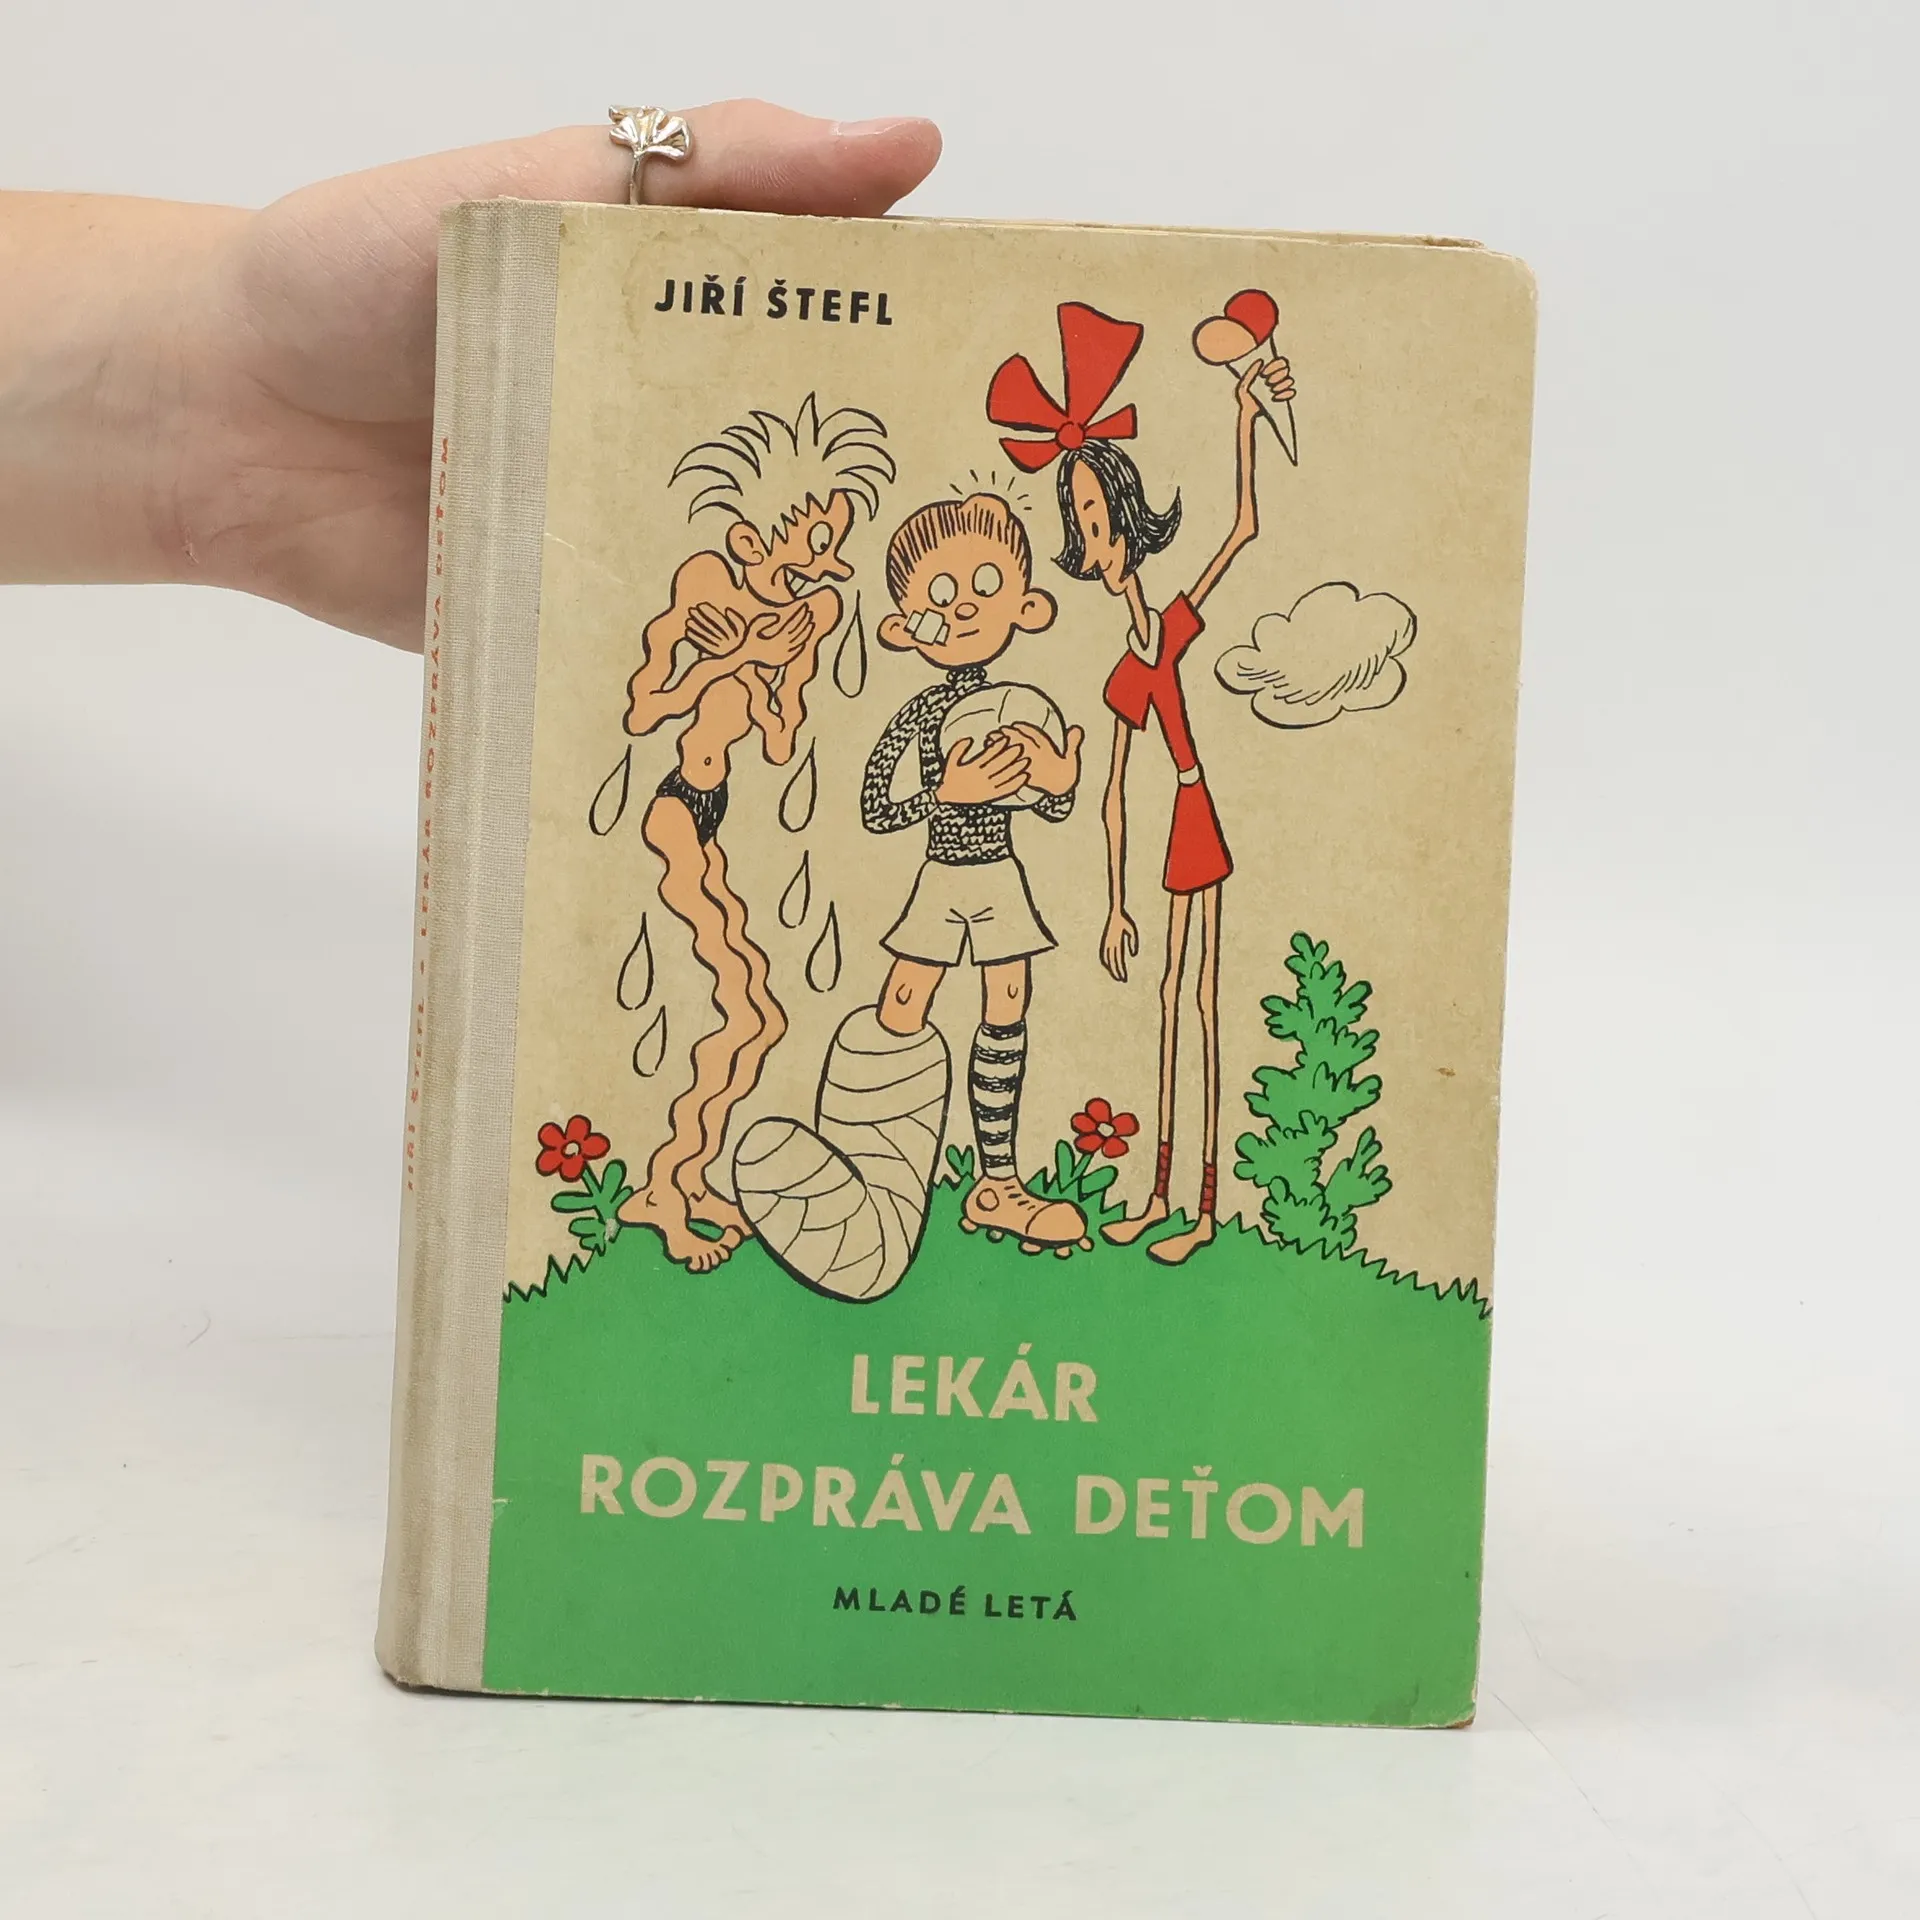 JIŘÍ ŠTEFL
LEKÁR
ROZPRÁVA DEŤOM
MLADÉ LETÁ
JIŘÍ ŠTEFL • LEKÁR ROZPRÁVA DEŤOM